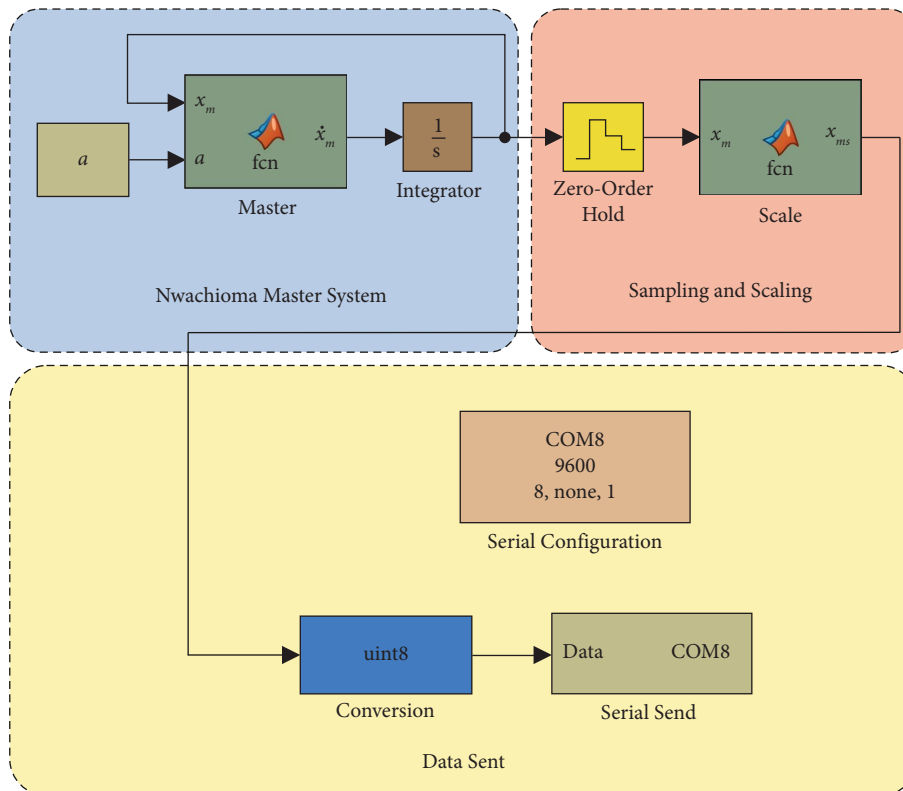 a
x_m
a
fcn
ẋ_m
Master
1
s
Integrator
Nwachioma Master System
Zero-Order
Hold
x_m
fcn
x_ms
Scale
Sampling and Scaling
COM8
9600
8, none, 1
Serial Configuration
uint8
Conversion
Data
COM8
Serial Send
Data Sent